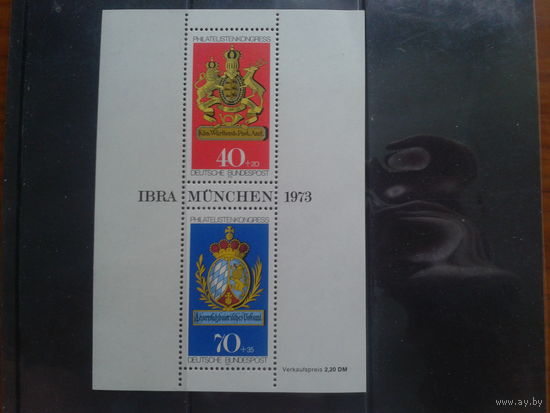 PHILATELISTENKONGRESS
Kön. Württemb. Post. Amt.
40+20
DEUTSCHE BUNDESPOST
IBRA MÜNCHEN 1973
PHILATELISTENKONGRESS
70+35
DEUTSCHE BUNDESPOST
Verkaufspreis 2,20 DM
www.ay.by